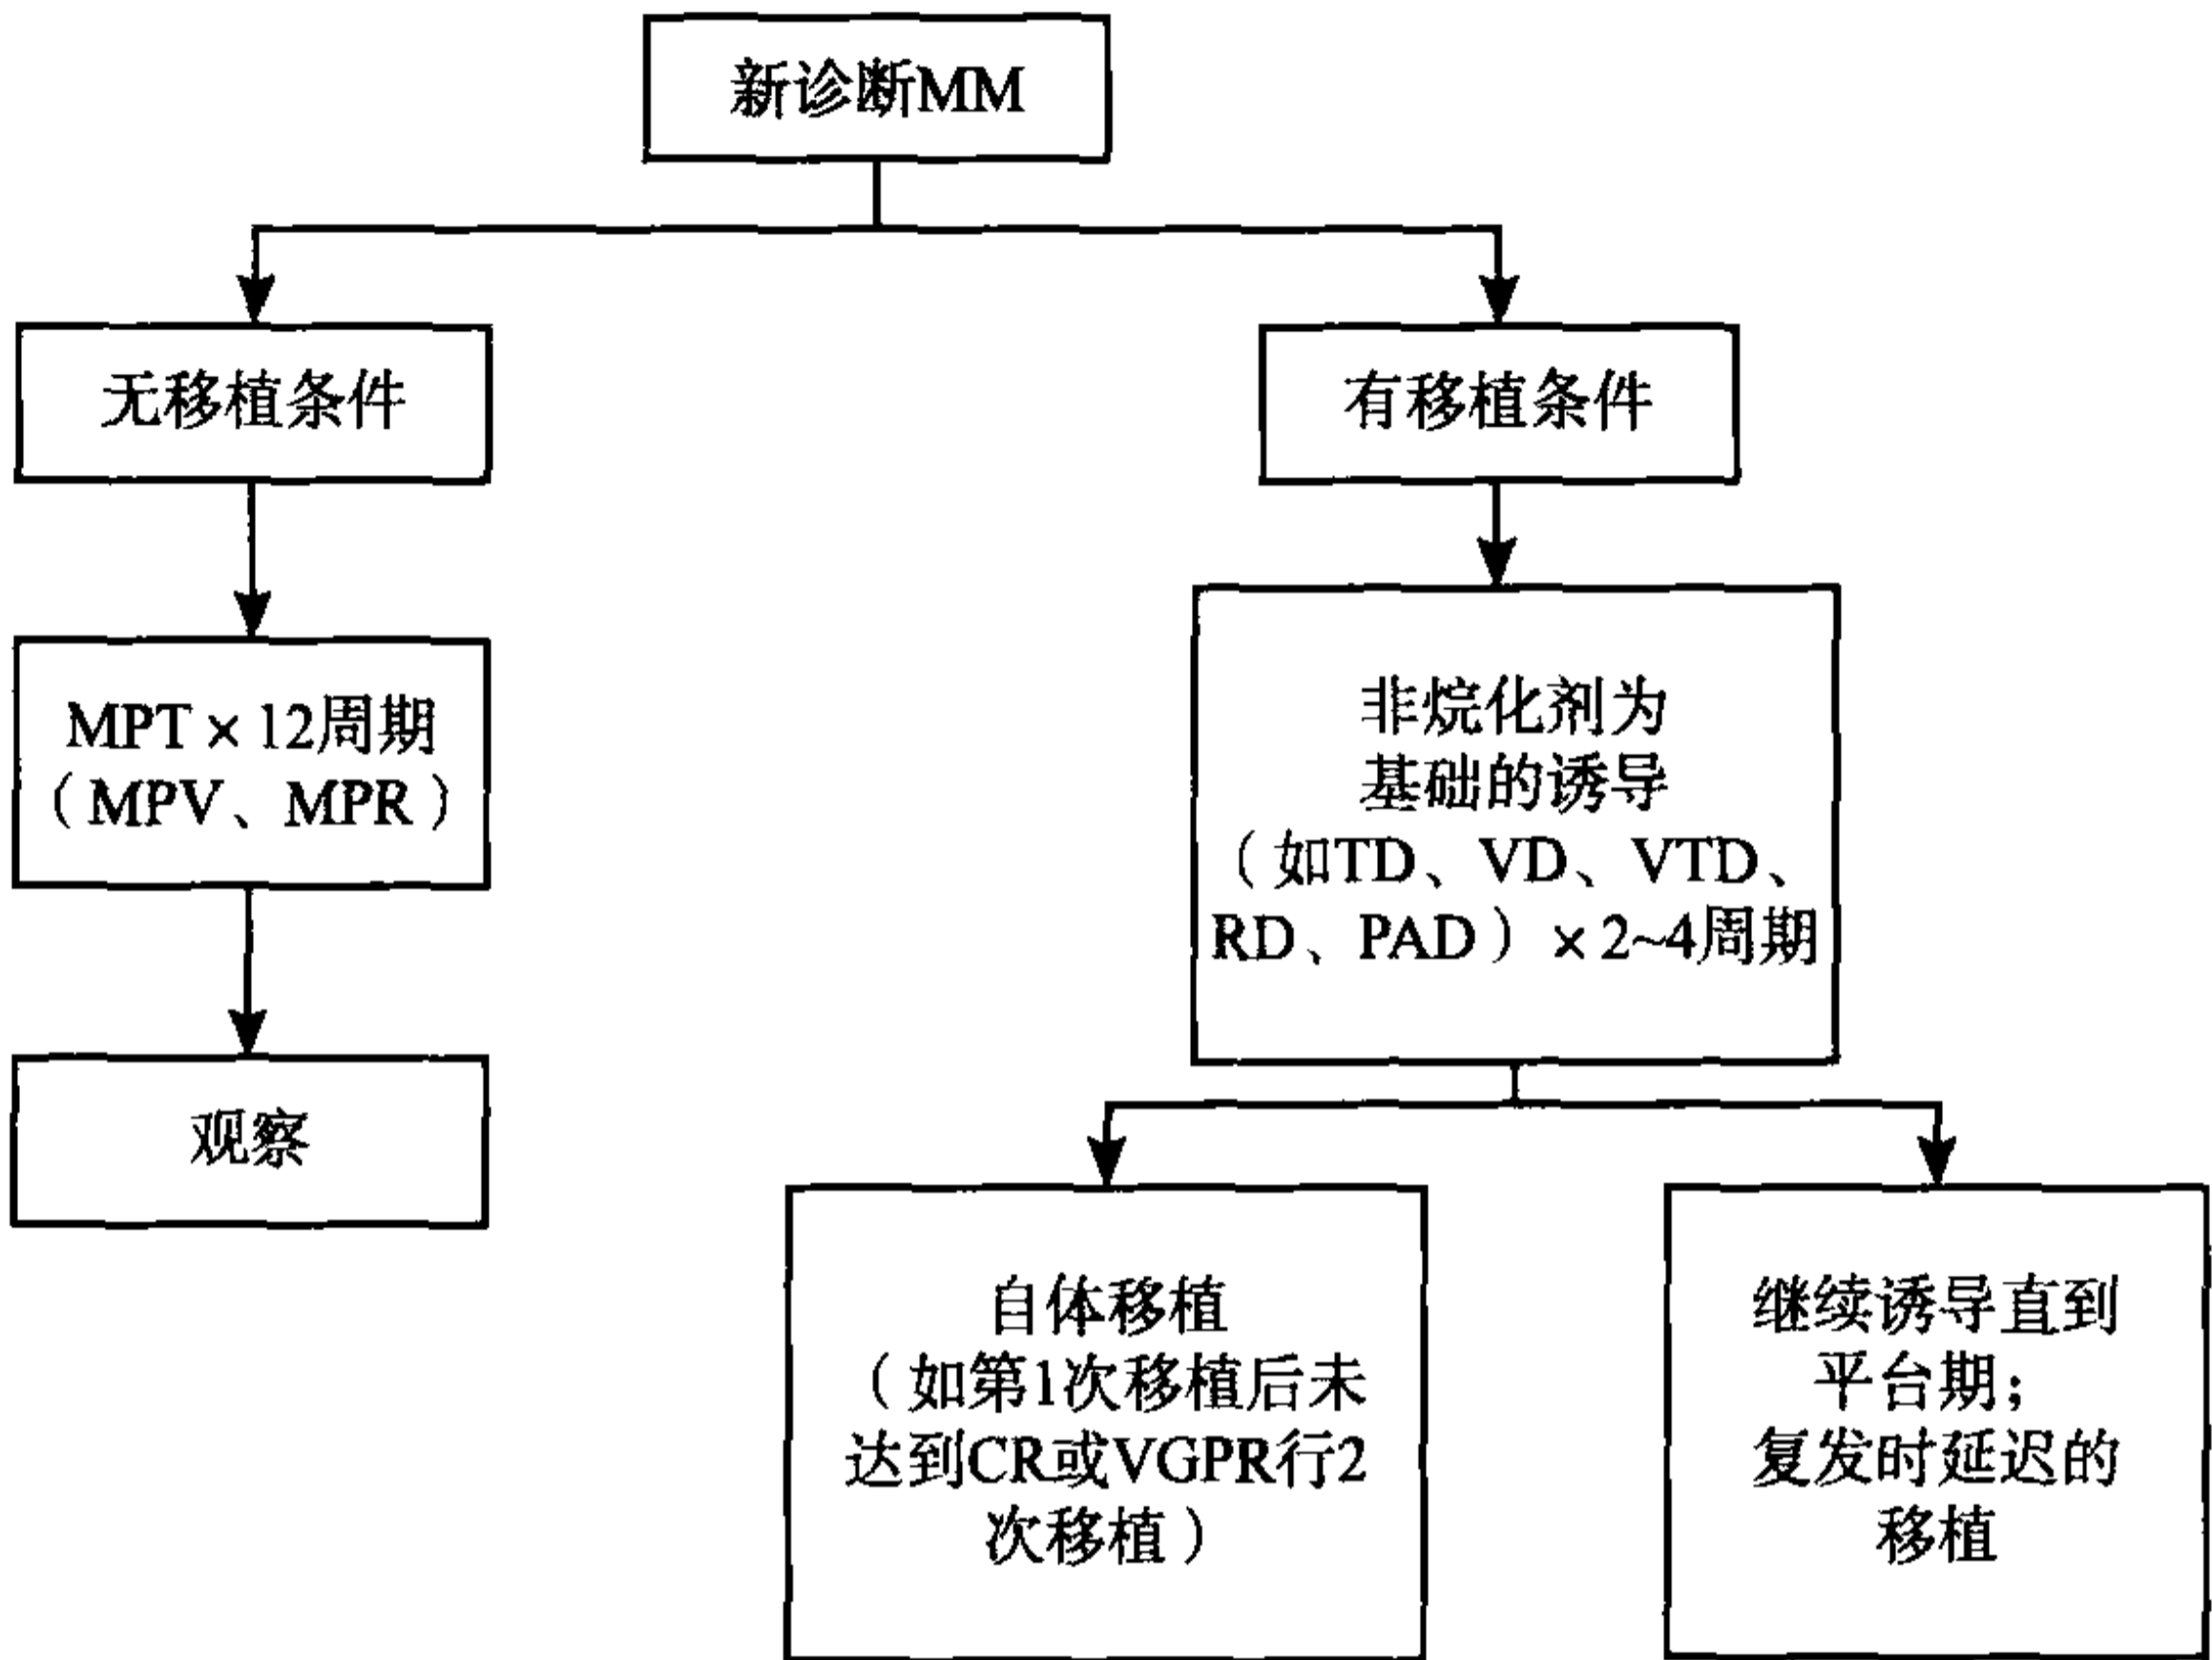 新诊断MM
无移植条件
有移植条件
MPT×12周期
（MPV、MPR）
非烷化剂为
基础的诱导
（如TD、VD、VTD、
RD、PAD）×2~4周期
观察
自体移植
（如第1次移植后未
达到CR或VGPR行2
次移植）
继续诱导直到
平台期；
复发时延迟的
移植